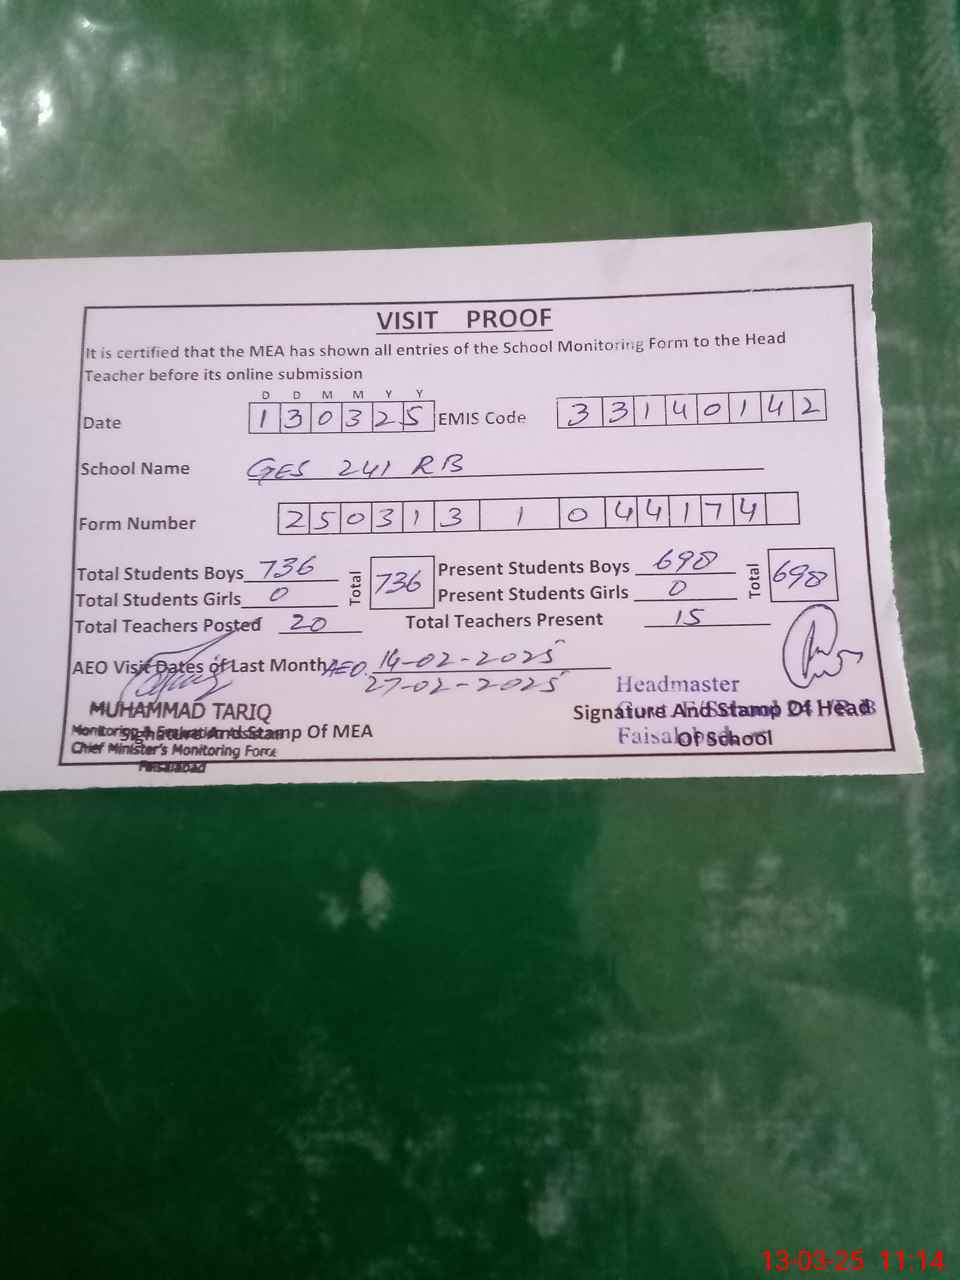 VISIT PROOF
It is certified that the MEA has shown all entries of the School Monitoring Form to the Head
Teacher before its online submission
D D M M Y Y
Date 1 3 0 3 2 5 EMIS Code 3 3 1 4 0 1 4 2
School Name GES 241 RB
Form Number 2 5 0 3 1 3 1 0 4 4 1 7 4
Total Students Boys 736 Total 736 Present Students Boys 698 Total 698
Total Students Girls 0 Present Students Girls 0
Total Teachers Posted 20 Total Teachers Present 15
AEO Visit Dates of Last Month AEO. 14-02-2025
27-02-2025
Headmaster
MUHAMMAD TARIQ Signature And Stamp Of Head
Signature And Stamp Of MEA
Chief Minister's Monitoring Force Faisalabad Of School
Faisalabad
13-03-25 11:14